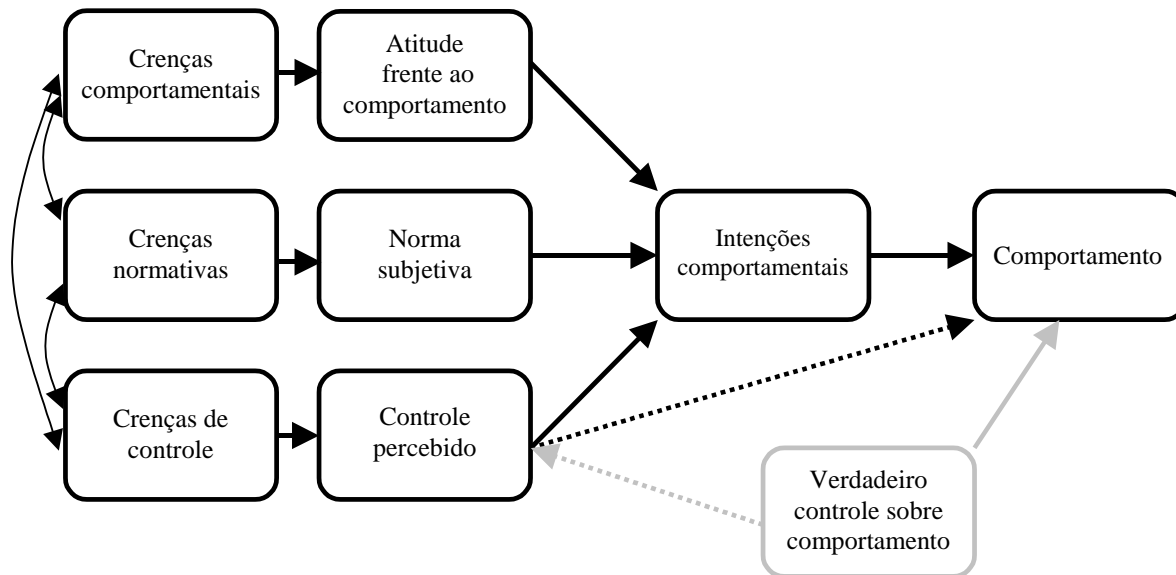 Crenças
comportamentais
Atitude
frente ao
comportamento
Crenças
normativas
Norma
subjetiva
Intenções
comportamentais
Comportamento
Crenças de
controle
Controle
percebido
Verdadeiro
controle sobre
comportamento